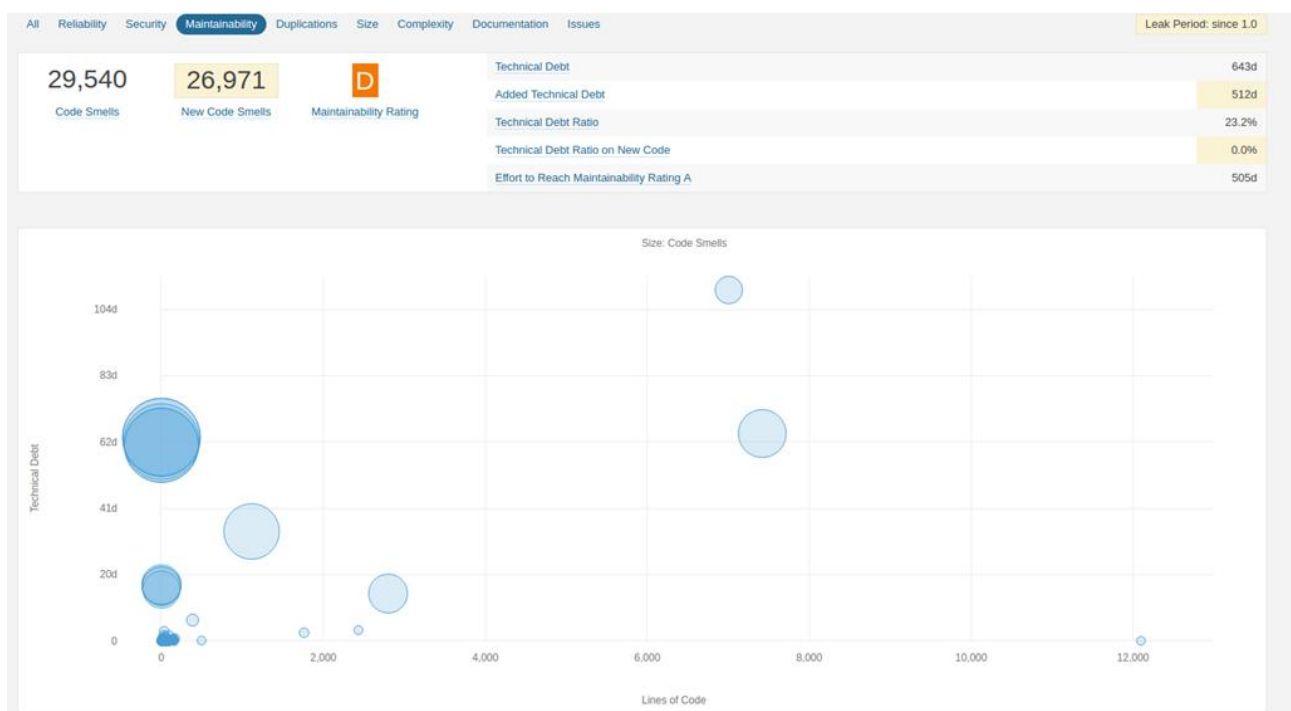 All Reliability Security Maintainability Duplications Size Complexity Documentation Issues Leak Period: since 1.0
29,540 26,971 D
Code Smells New Code Smells Maintainability Rating
Technical Debt 643d
Added Technical Debt 512d
Technical Debt Ratio 23.2%
Technical Debt Ratio on New Code 0.0%
Effort to Reach Maintainability Rating A 505d
Size: Code Smells
104d
83d
62d
41d
20d
0
Technical Debt
0 2,000 4,000 6,000 8,000 10,000 12,000
Lines of Code